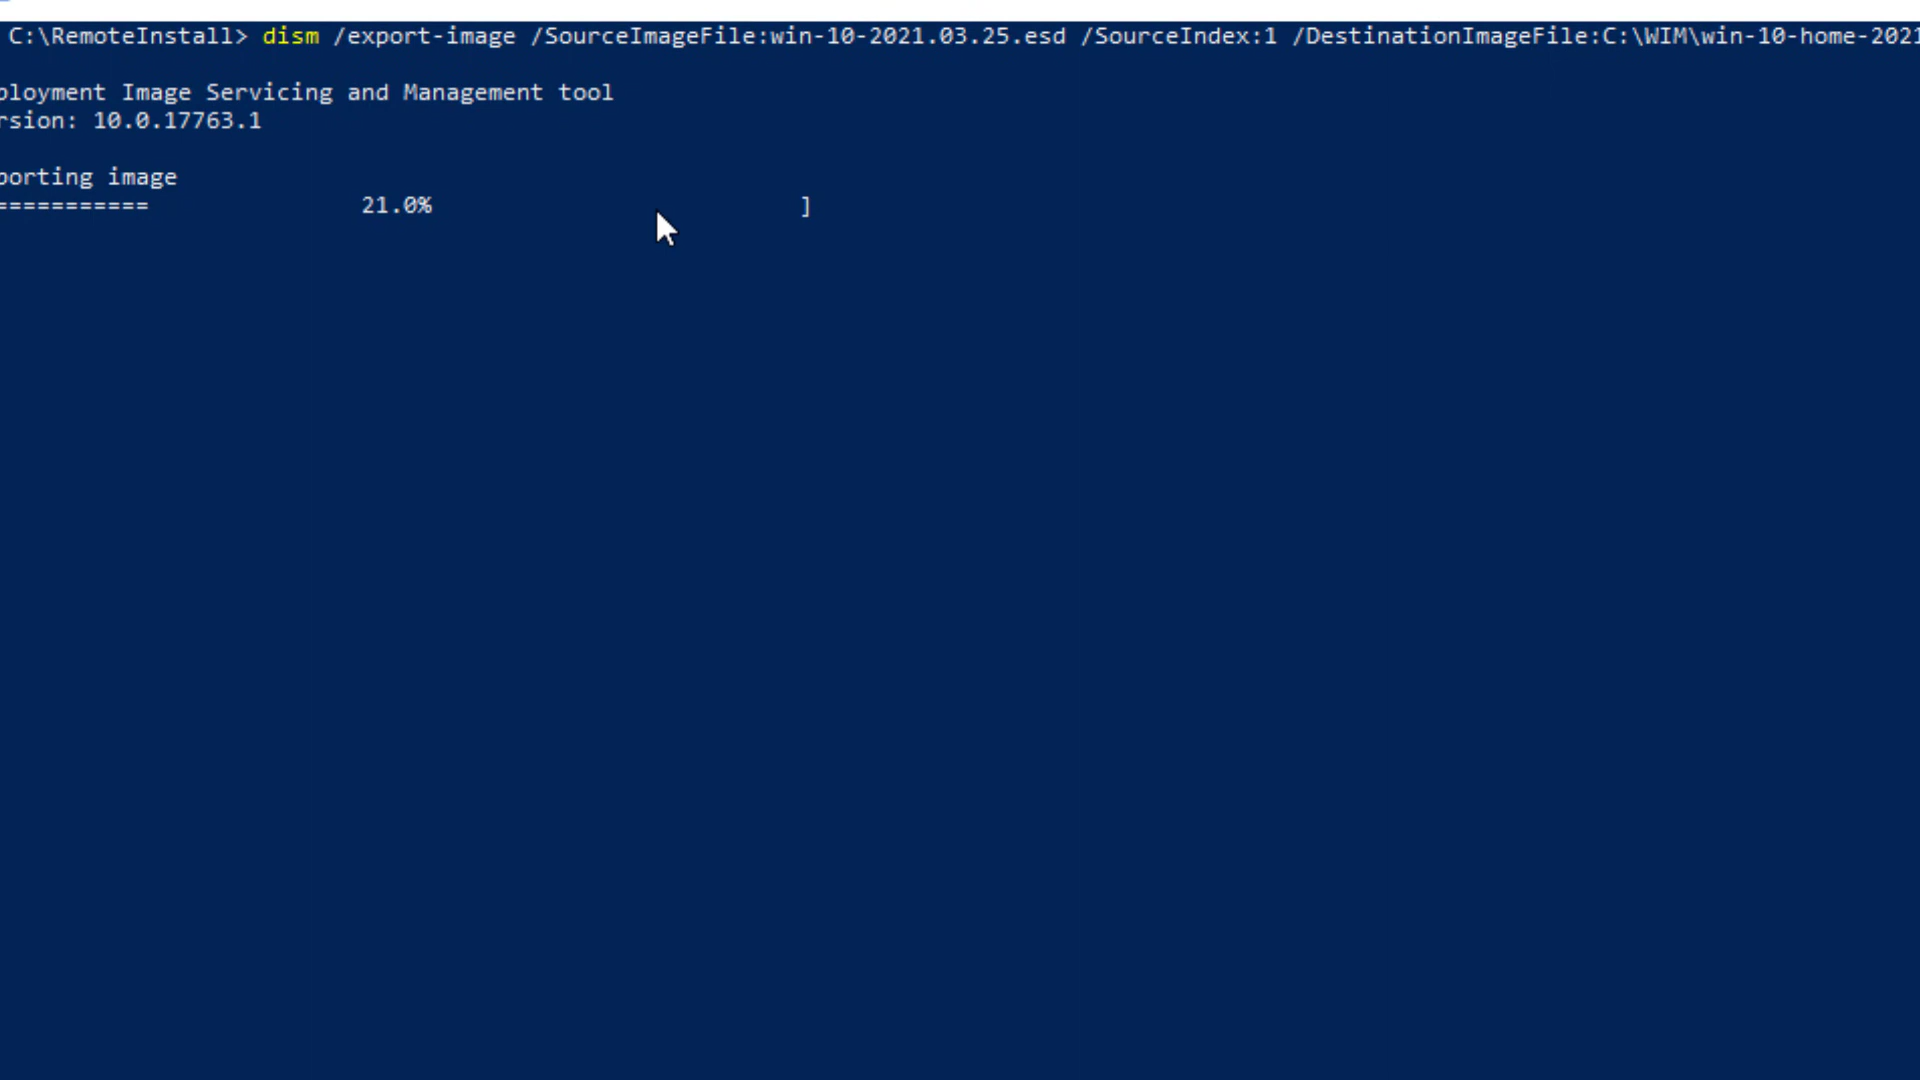 C:\RemoteInstall> dism /export-image /SourceImageFile:win-10-2021.03.25.esd /SourceIndex:1 /DestinationImageFile:C:\WIM\win-10-home-2021
ployment Image Servicing and Management tool
rsion: 10.0.17763.1
porting image
=========== 21.0% ]